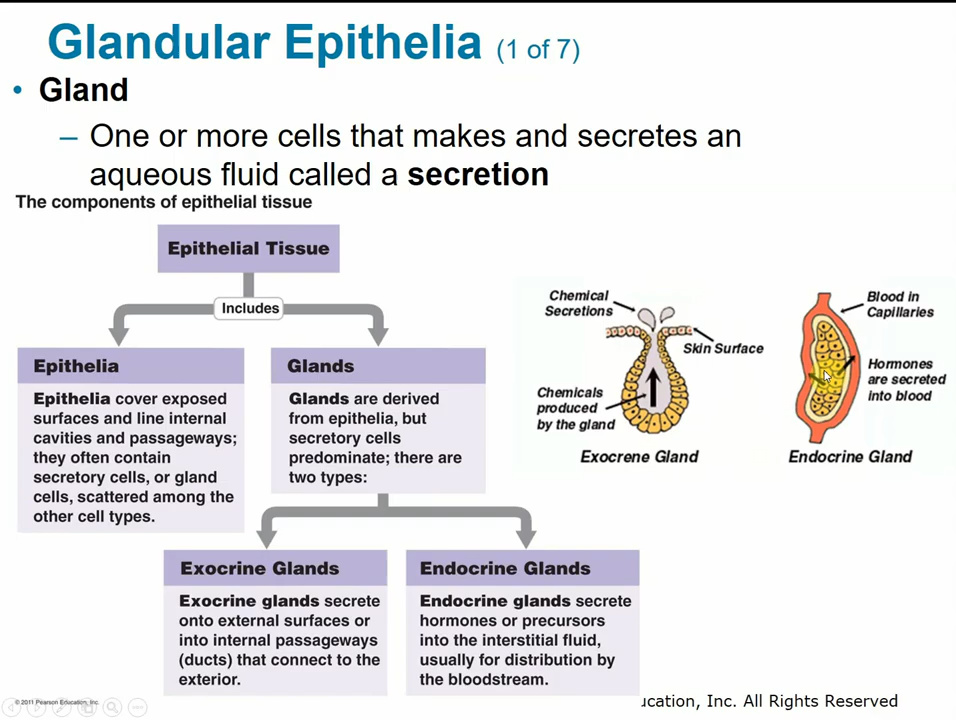 Glandular Epithelia (1 of 7)
• Gland
– One or more cells that makes and secretes an
aqueous fluid called a secretion
The components of epithelial tissue
Epithelial Tissue
Includes
Epithelia
Epithelia cover exposed
surfaces and line internal
cavities and passageways;
they often contain
secretory cells, or gland
cells, scattered among the
other cell types.
Glands
Glands are derived
from epithelia, but
secretory cells
predominate; there are
two types:
Exocrine Glands
Exocrine glands secrete
onto external surfaces or
into internal passageways
(ducts) that connect to the
exterior.
Endocrine Glands
Endocrine glands secrete
hormones or precursors
into the interstitial fluid,
usually for distribution by
the bloodstream.
Chemical
Secretions
Skin Surface
Chemicals
produced
by the gland
Exocrene Gland
Blood in
Capillaries
Hormones
are secreted
into blood
Endocrine Gland
© 2011 Pearson Education, Inc.
ucation, Inc. All Rights Reserved